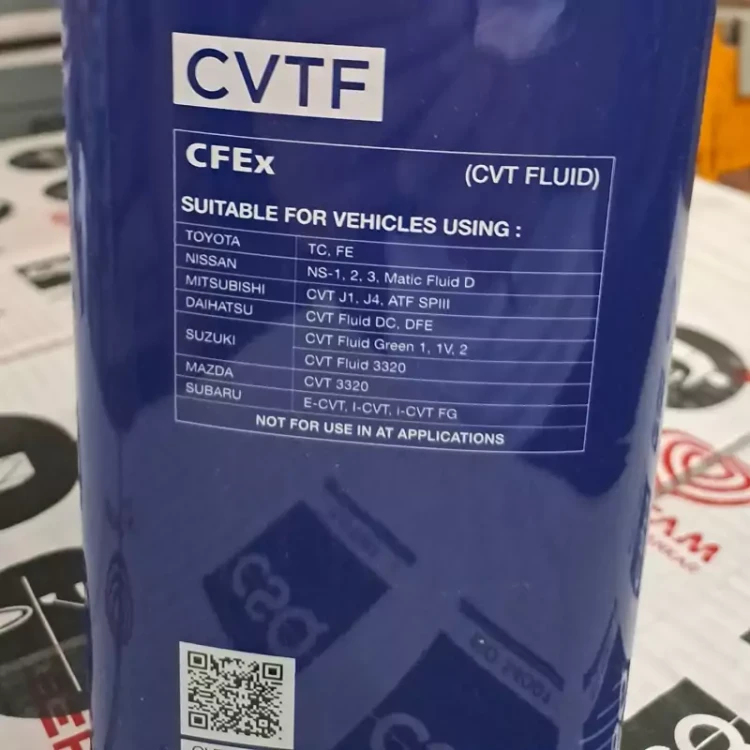 CVTF
CFEx (CVT FLUID)
SUITABLE FOR VEHICLES USING :
TOYOTA TC, FE
NISSAN NS-1, 2, 3, Matic Fluid D
MITSUBISHI CVT J1, J4, ATF SPIII
DAIHATSU CVT Fluid DC, DFE
SUZUKI CVT Fluid Green 1, 1V, 2
CVT Fluid 3320
MAZDA CVT 3320
SUBARU E-CVT, I-CVT, i-CVT FG
NOT FOR USE IN AT APPLICATIONS